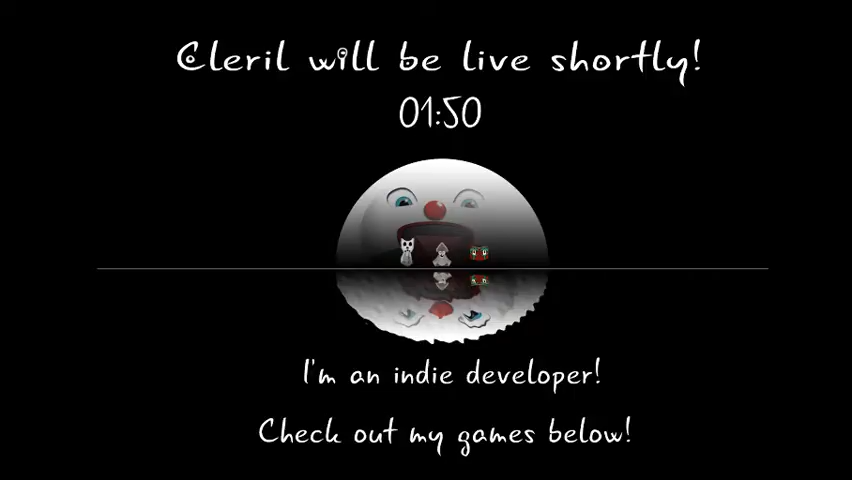 Cleril will be live shortly!
01:50
I'm an indie developer!
Check out my games below!